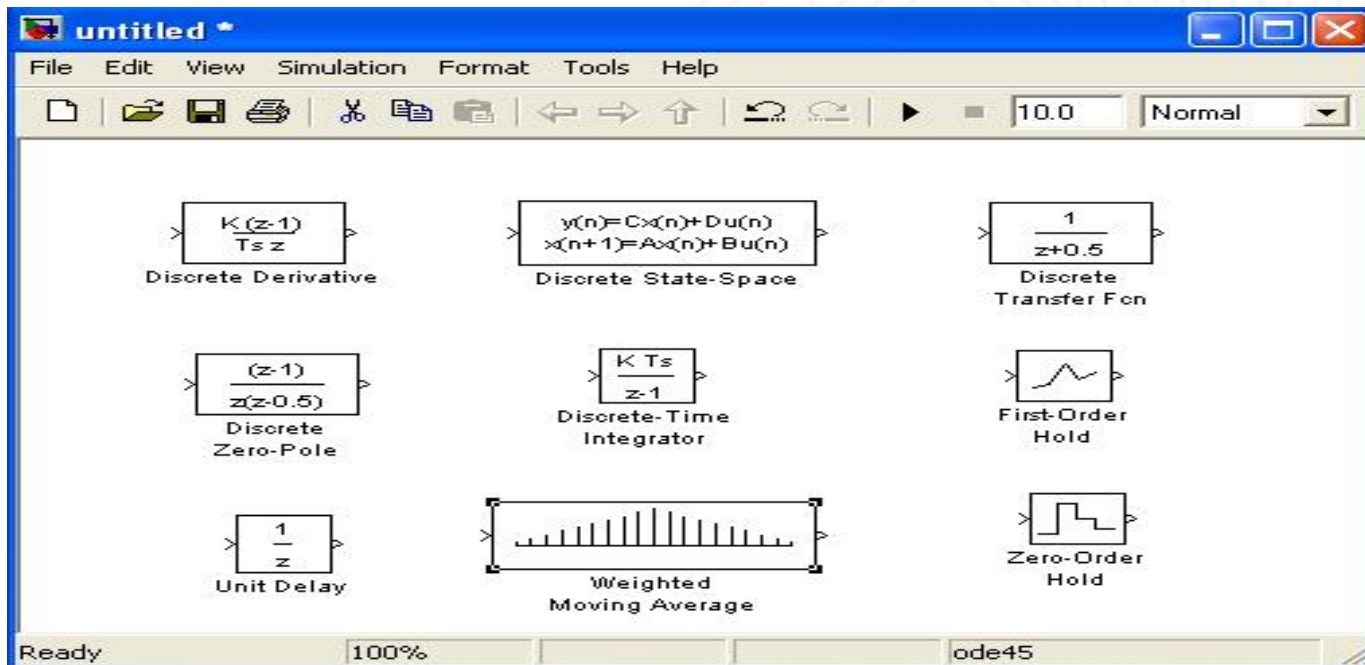 untitled *
File Edit View Simulation Format Tools Help
10.0 Normal
K (z-1)
Ts z
Discrete Derivative
y(n)=Cx(n)+Du(n)
x(n+1)=Ax(n)+Bu(n)
Discrete State-Space
1
z+0.5
Discrete
Transfer Fcn
(z-1)
z(z-0.5)
Discrete
Zero-Pole
K Ts
z-1
Discrete-Time
Integrator
First-Order
Hold
1
z
Unit Delay
Weighted
Moving Average
Zero-Order
Hold
Ready 100% ode45